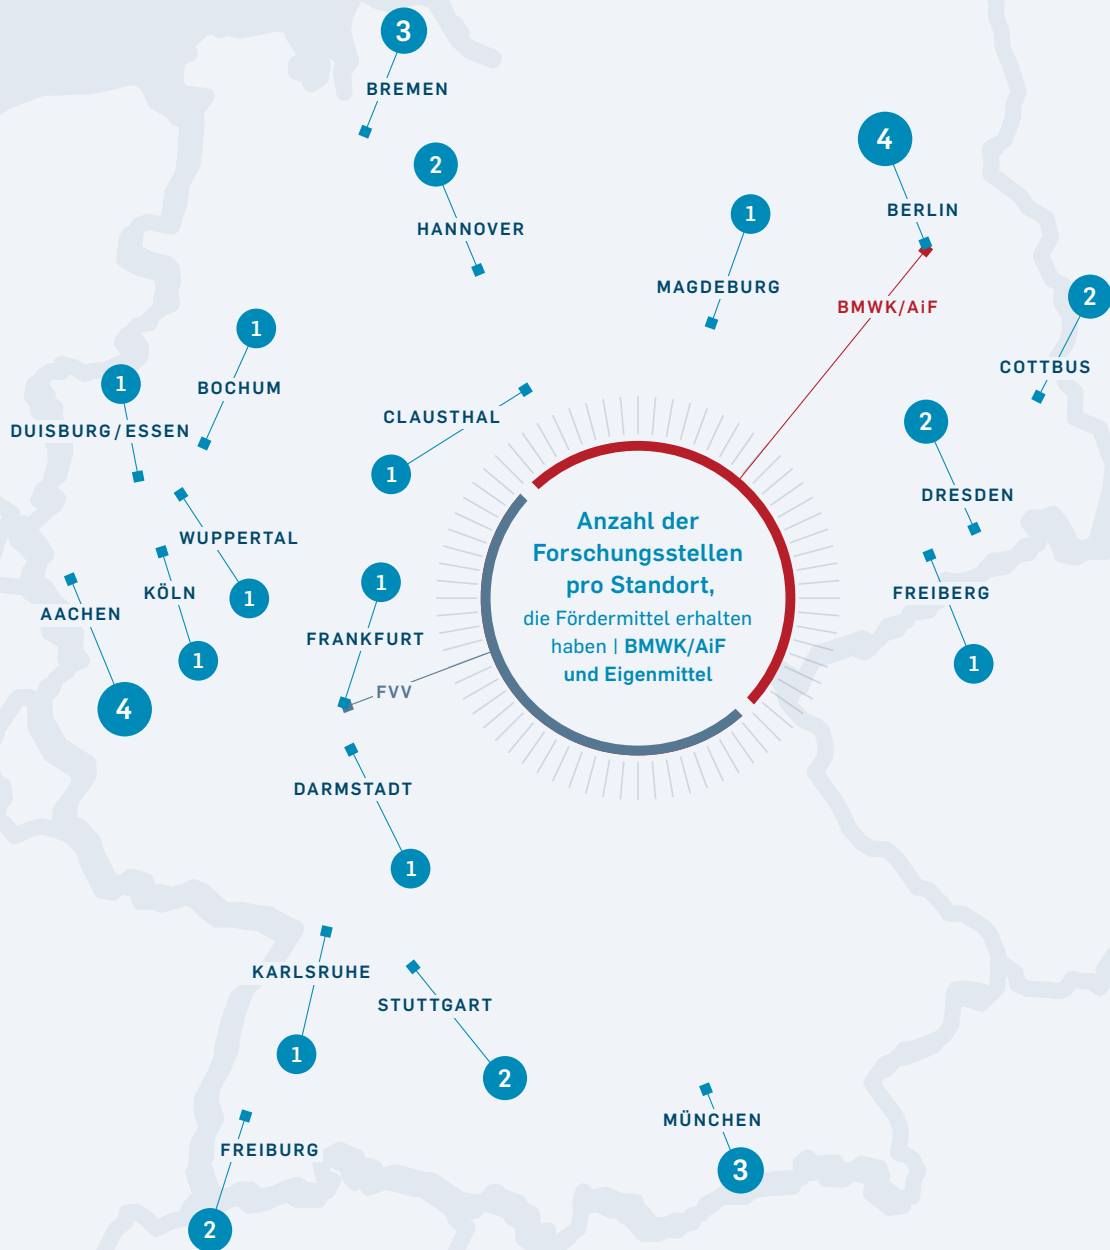 3
BREMEN
2
HANNOVER
4
BERLIN
1
MAGDEBURG
BMWK/AiF
2
COTTBUS
1
BOCHUM
1
DUISBURG/ESSEN
CLAUSTHAL
1
2
DRESDEN
WUPPERTAL
1
KÖLN
1
AACHEN
4
1
FRANKFURT
FVV
Anzahl der
Forschungsstellen
pro Standort,
die Fördermittel erhalten
haben | BMWK/AiF
und Eigenmittel
FREIBERG
1
DARMSTADT
1
KARLSRUHE
1
STUTTGART
2
MÜNCHEN
3
FREIBURG
2